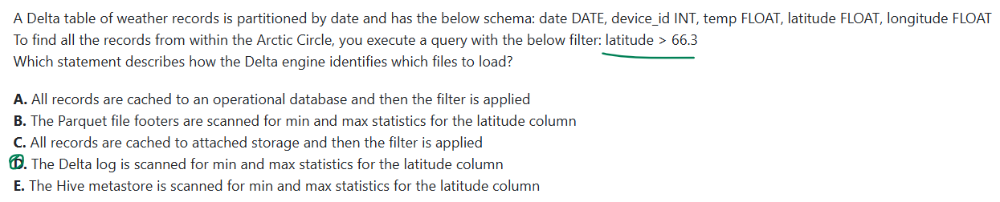 A Delta table of weather records is partitioned by date and has the below schema: date DATE, device_id INT, temp FLOAT, latitude FLOAT, longitude FLOAT
To find all the records from within the Arctic Circle, you execute a query with the below filter: latitude > 66.3
Which statement describes how the Delta engine identifies which files to load?
A. All records are cached to an operational database and then the filter is applied
B. The Parquet file footers are scanned for min and max statistics for the latitude column
C. All records are cached to attached storage and then the filter is applied
D. The Delta log is scanned for min and max statistics for the latitude column
E. The Hive metastore is scanned for min and max statistics for the latitude column